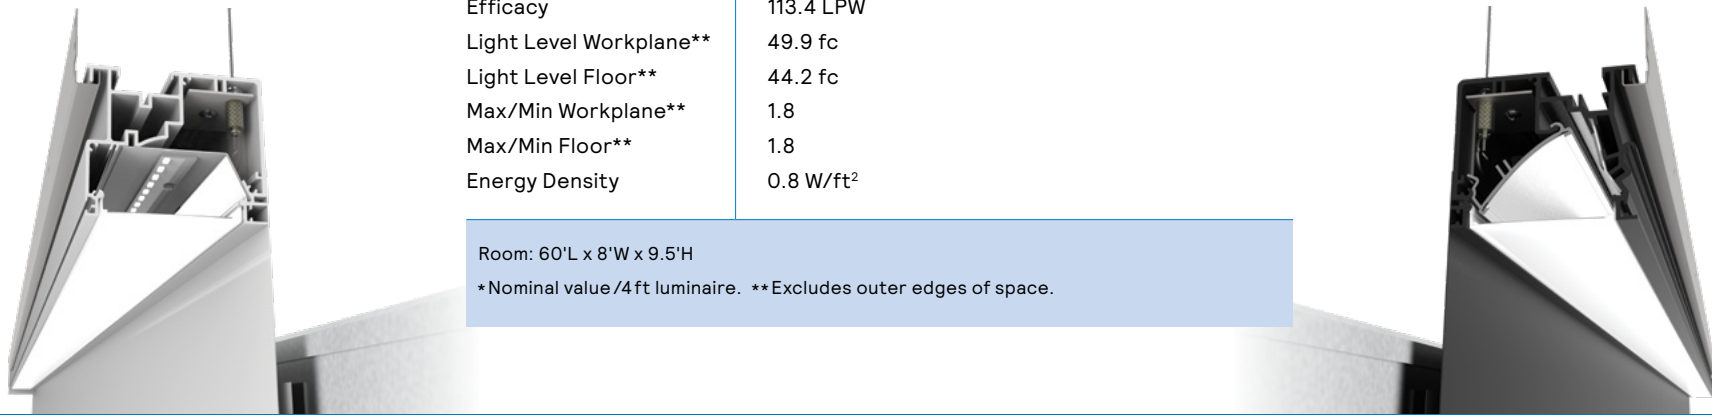 Efficacy 113.4 LPW
Light Level Workplane** 49.9 fc
Light Level Floor** 44.2 fc
Max/Min Workplane** 1.8
Max/Min Floor** 1.8
Energy Density 0.8 W/ft²
Room: 60'L x 8'W x 9.5'H
*Nominal value/4ft luminaire. **Excludes outer edges of space.